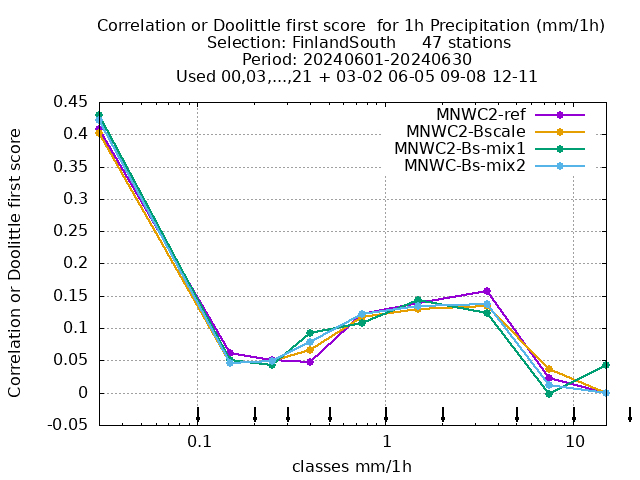 Correlation or Doolittle first score  for 1h Precipitation (mm/1h)
Selection: FinlandSouth     47 stations
Period: 20240601-20240630
Used 00,03,...,21 + 03-02 06-05 09-08 12-11
MNWC2-ref
MNWC2-Bscale
MNWC2-Bs-mix1
MNWC-Bs-mix2
Correlation or Doolittle first score
0.45
0.4
0.35
0.3
0.25
0.2
0.15
0.1
0.05
0
-0.05
0.1 1 10
classes mm/1h